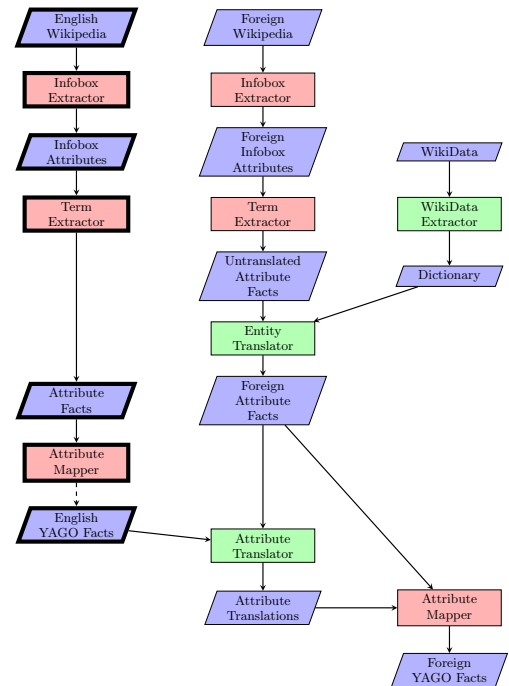 English
Wikipedia
Infobox
Extractor
Infobox
Attributes
Term
Extractor
Attribute
Facts
Attribute
Mapper
English
YAGO Facts
Foreign
Wikipedia
Infobox
Extractor
Foreign
Infobox
Attributes
Term
Extractor
Untranslated
Attribute
Facts
Entity
Translator
Foreign
Attribute
Facts
Attribute
Translator
Attribute
Translations
WikiData
WikiData
Extractor
Dictionary
Attribute
Mapper
Foreign
YAGO Facts